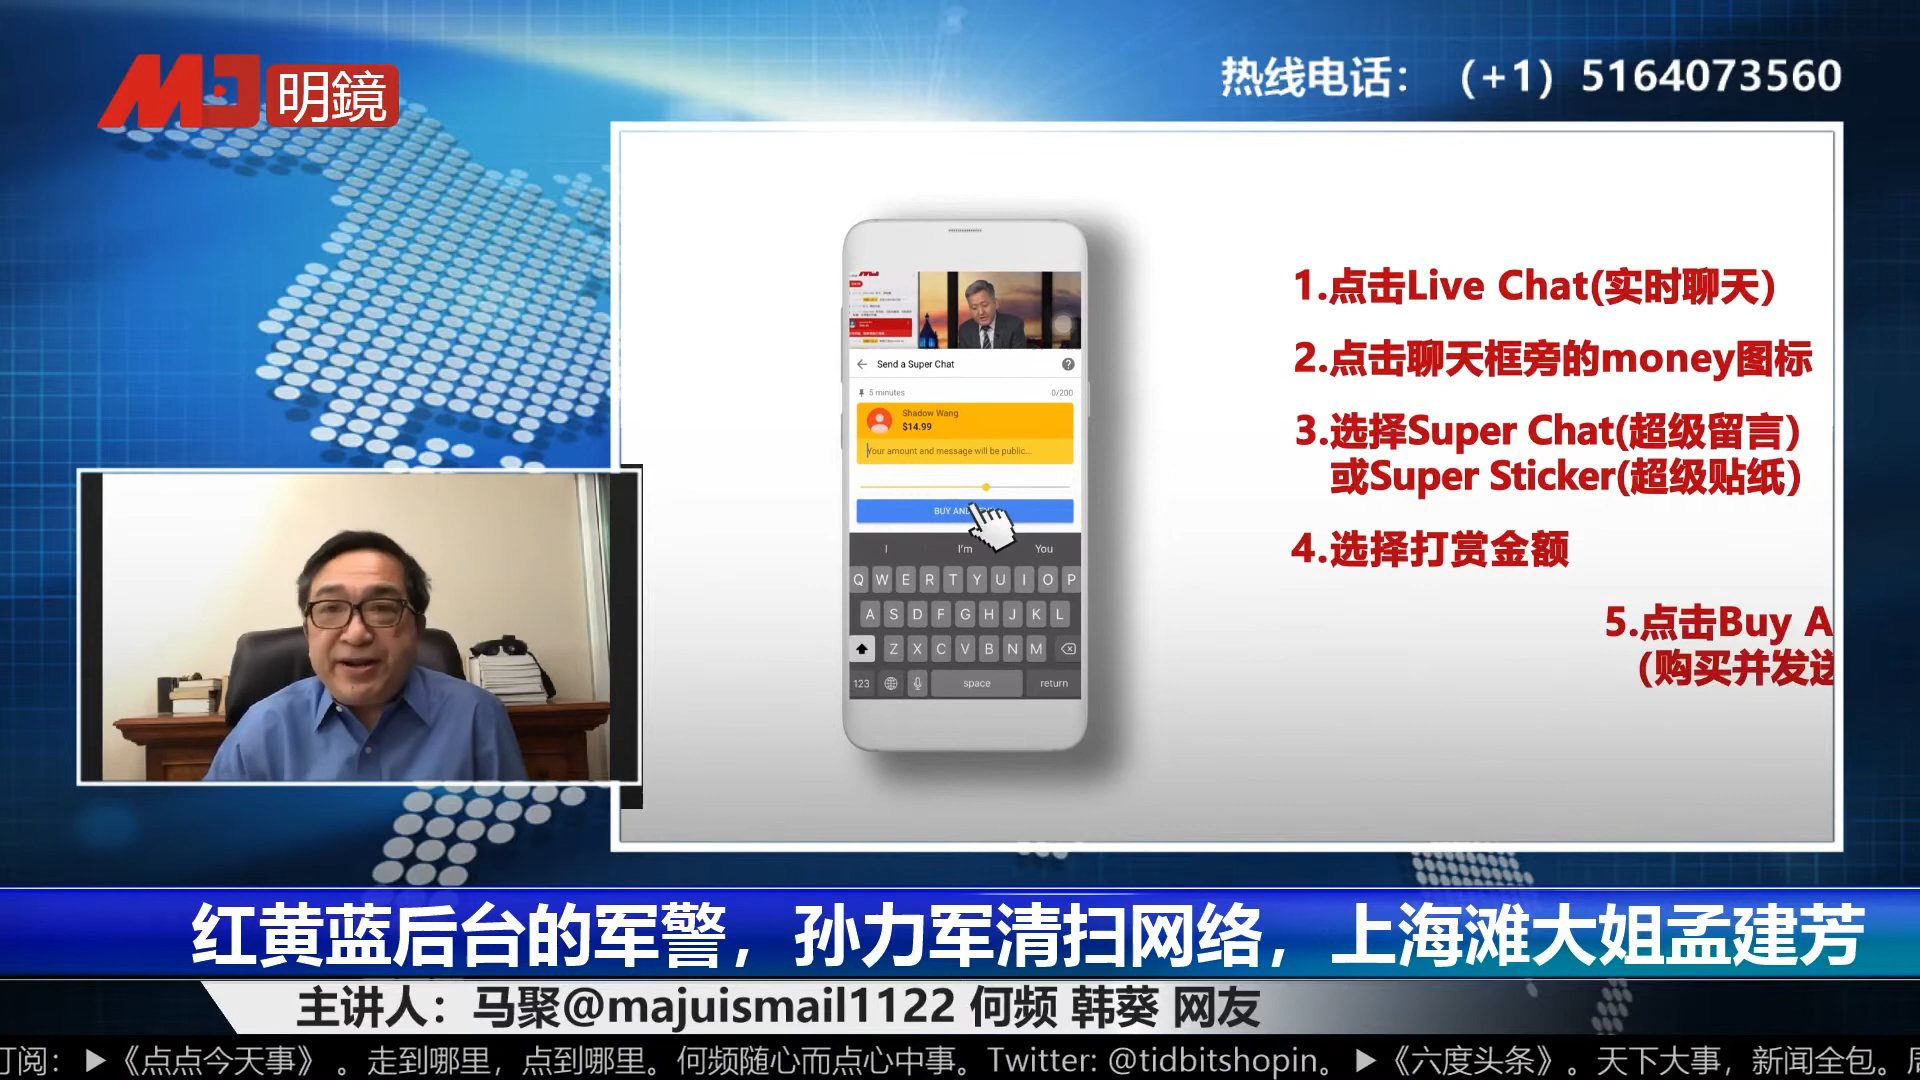 MJ 明鏡
热线电话： （+1）5164073560
Send a Super Chat
5 minutes
0/200
Shadow Wang
$14.99
Your amount and message will be public...
BUY AN
I I'm You
Q W E R T Y U I O P
A S D F G H J K L
Z X C V B N M
123 space return
1.点击Live Chat(实时聊天)
2.点击聊天框旁的money图标
3.选择Super Chat(超级留言)
或Super Sticker(超级贴纸)
4.选择打赏金额
5.点击Buy A
(购买并发送
红黄蓝后台的军警，孙力军清扫网络，上海滩大姐孟建芳
主讲人：马聚@majuismail1122 何频 韩葵 网友
订阅：▶《点点今天事》。走到哪里，点到哪里。何频随心而点心中事。Twitter: @tidbitshopin。▶《六度头条》。天下大事，新闻全包。周